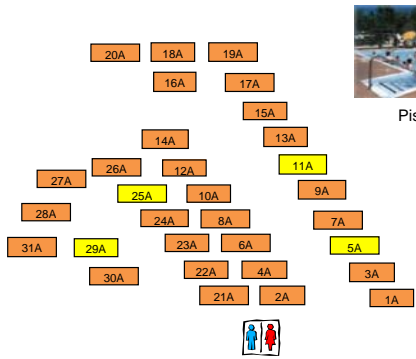 20A 18A 19A
16A 17A
15A
Pis
14A 13A
26A 12A 11A
27A
25A 10A 9A
28A 24A 8A 7A
31A 29A 23A 6A 5A
30A 22A 4A 3A
21A 2A 1A